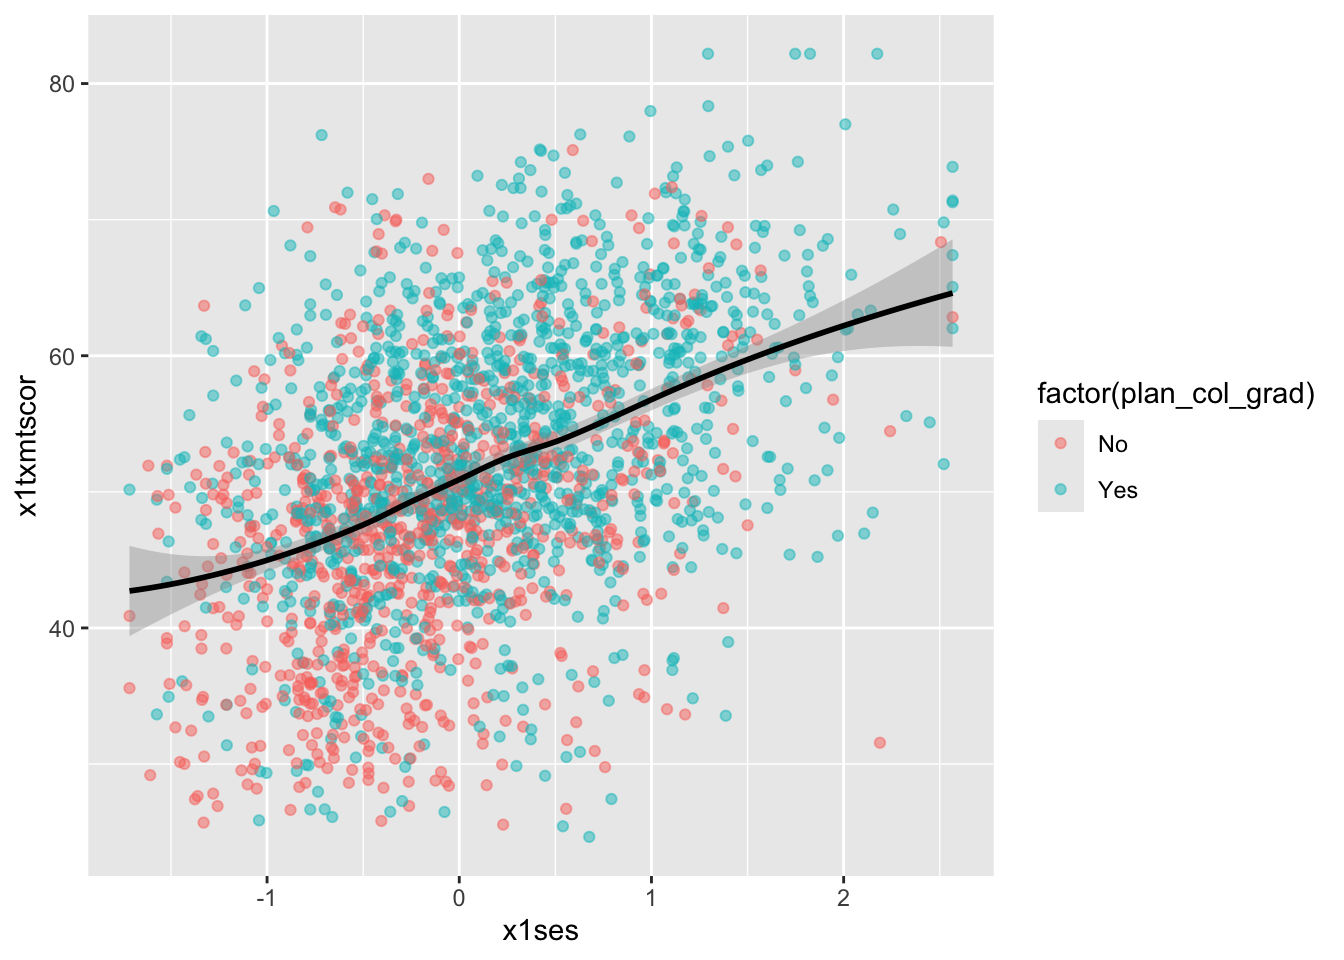 80
60
40
x1txmtscor
-1
0
1
2
x1ses
factor(plan_col_grad)
No
Yes